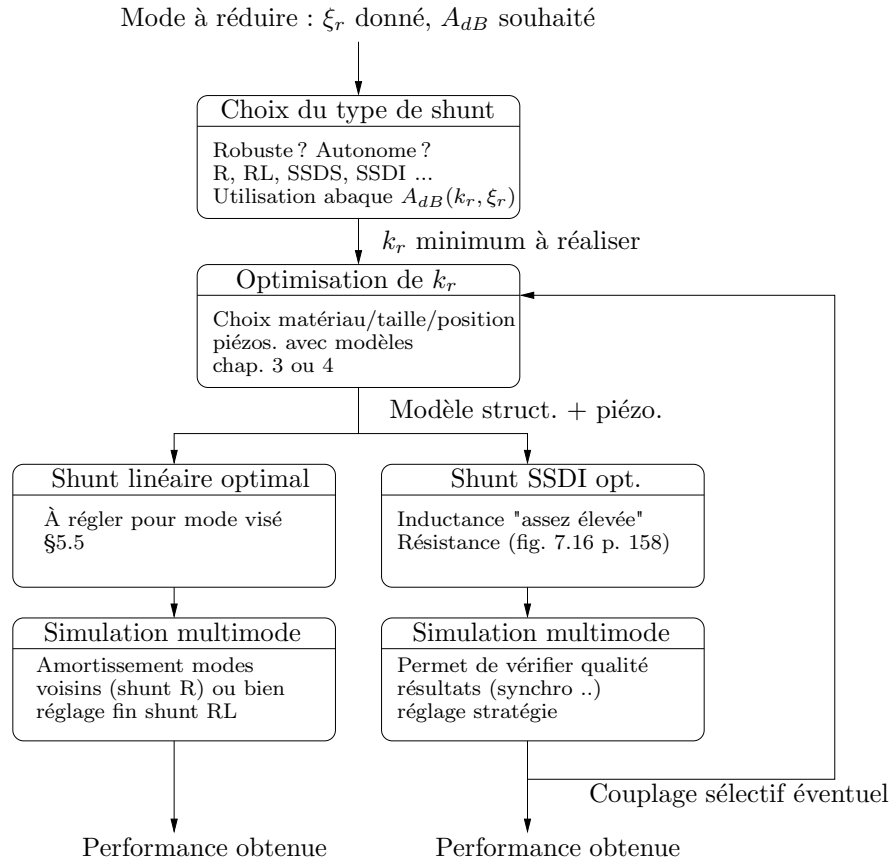 Mode à réduire : ξr donné, AdB souhaité
Choix du type de shunt
Robuste ? Autonome ?
R, RL, SSDS, SSDI ...
Utilisation abaque AdB(kr, ξr)
kr minimum à réaliser
Optimisation de kr
Choix matériau/taille/position
piézos. avec modèles
chap. 3 ou 4
Modèle struct. + piézo.
Shunt linéaire optimal
À régler pour mode visé
§5.5
Shunt SSDI opt.
Inductance "assez élevée"
Résistance (fig. 7.16 p. 158)
Simulation multimode
Amortissement modes
voisins (shunt R) ou bien
réglage fin shunt RL
Simulation multimode
Permet de vérifier qualité
résultats (synchro ..)
réglage stratégie
Couplage sélectif éventuel
Performance obtenue
Performance obtenue